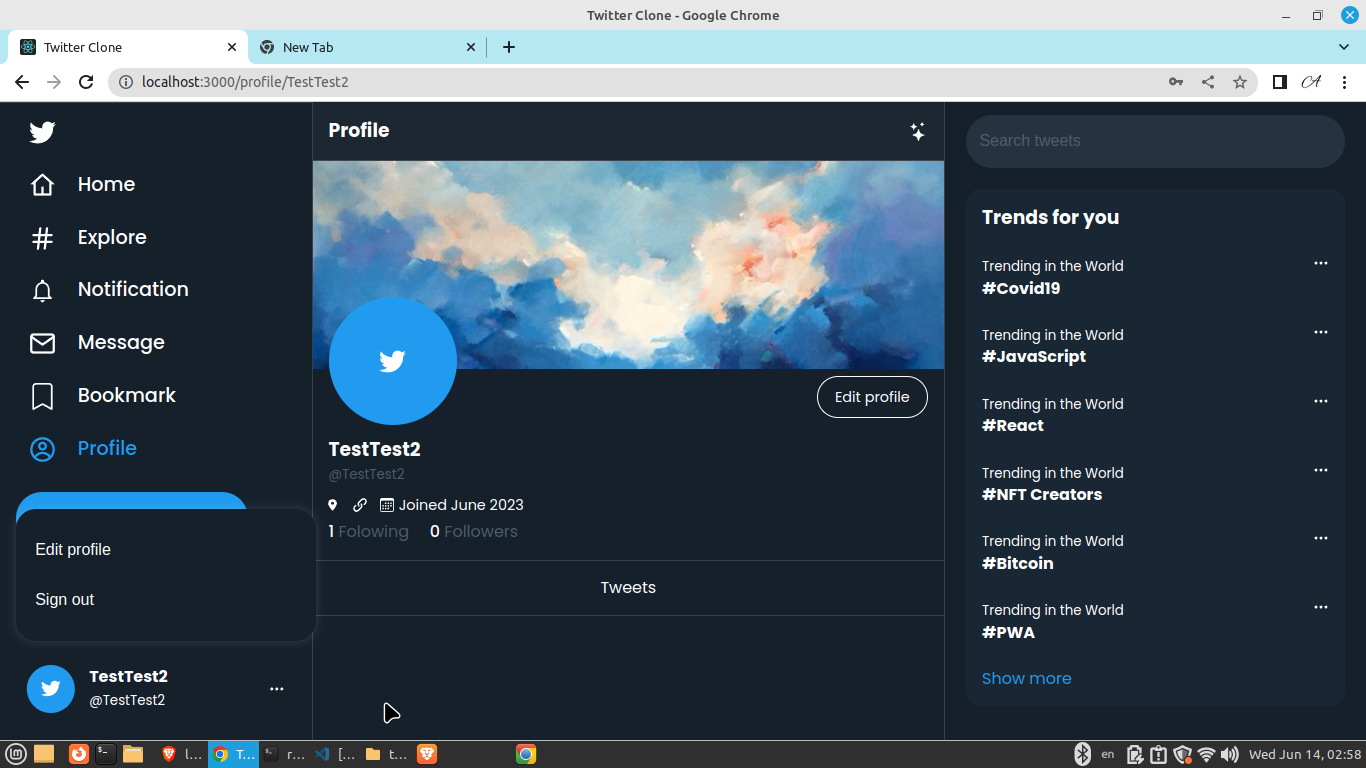 Twitter Clone - Google Chrome
Twitter Clone
New Tab
localhost:3000/profile/TestTest2
Home
Explore
Notification
Message
Bookmark
Profile
Edit profile
Sign out
TestTest2
@TestTest2
Profile
Edit profile
TestTest2
@TestTest2
Joined June 2023
1 Folowing 0 Followers
Tweets
Search tweets
Trends for you
Trending in the World
#Covid19
Trending in the World
#JavaScript
Trending in the World
#React
Trending in the World
#NFT Creators
Trending in the World
#Bitcoin
Trending in the World
#PWA
Show more
l... T... r... [... t... en Wed Jun 14, 02:58